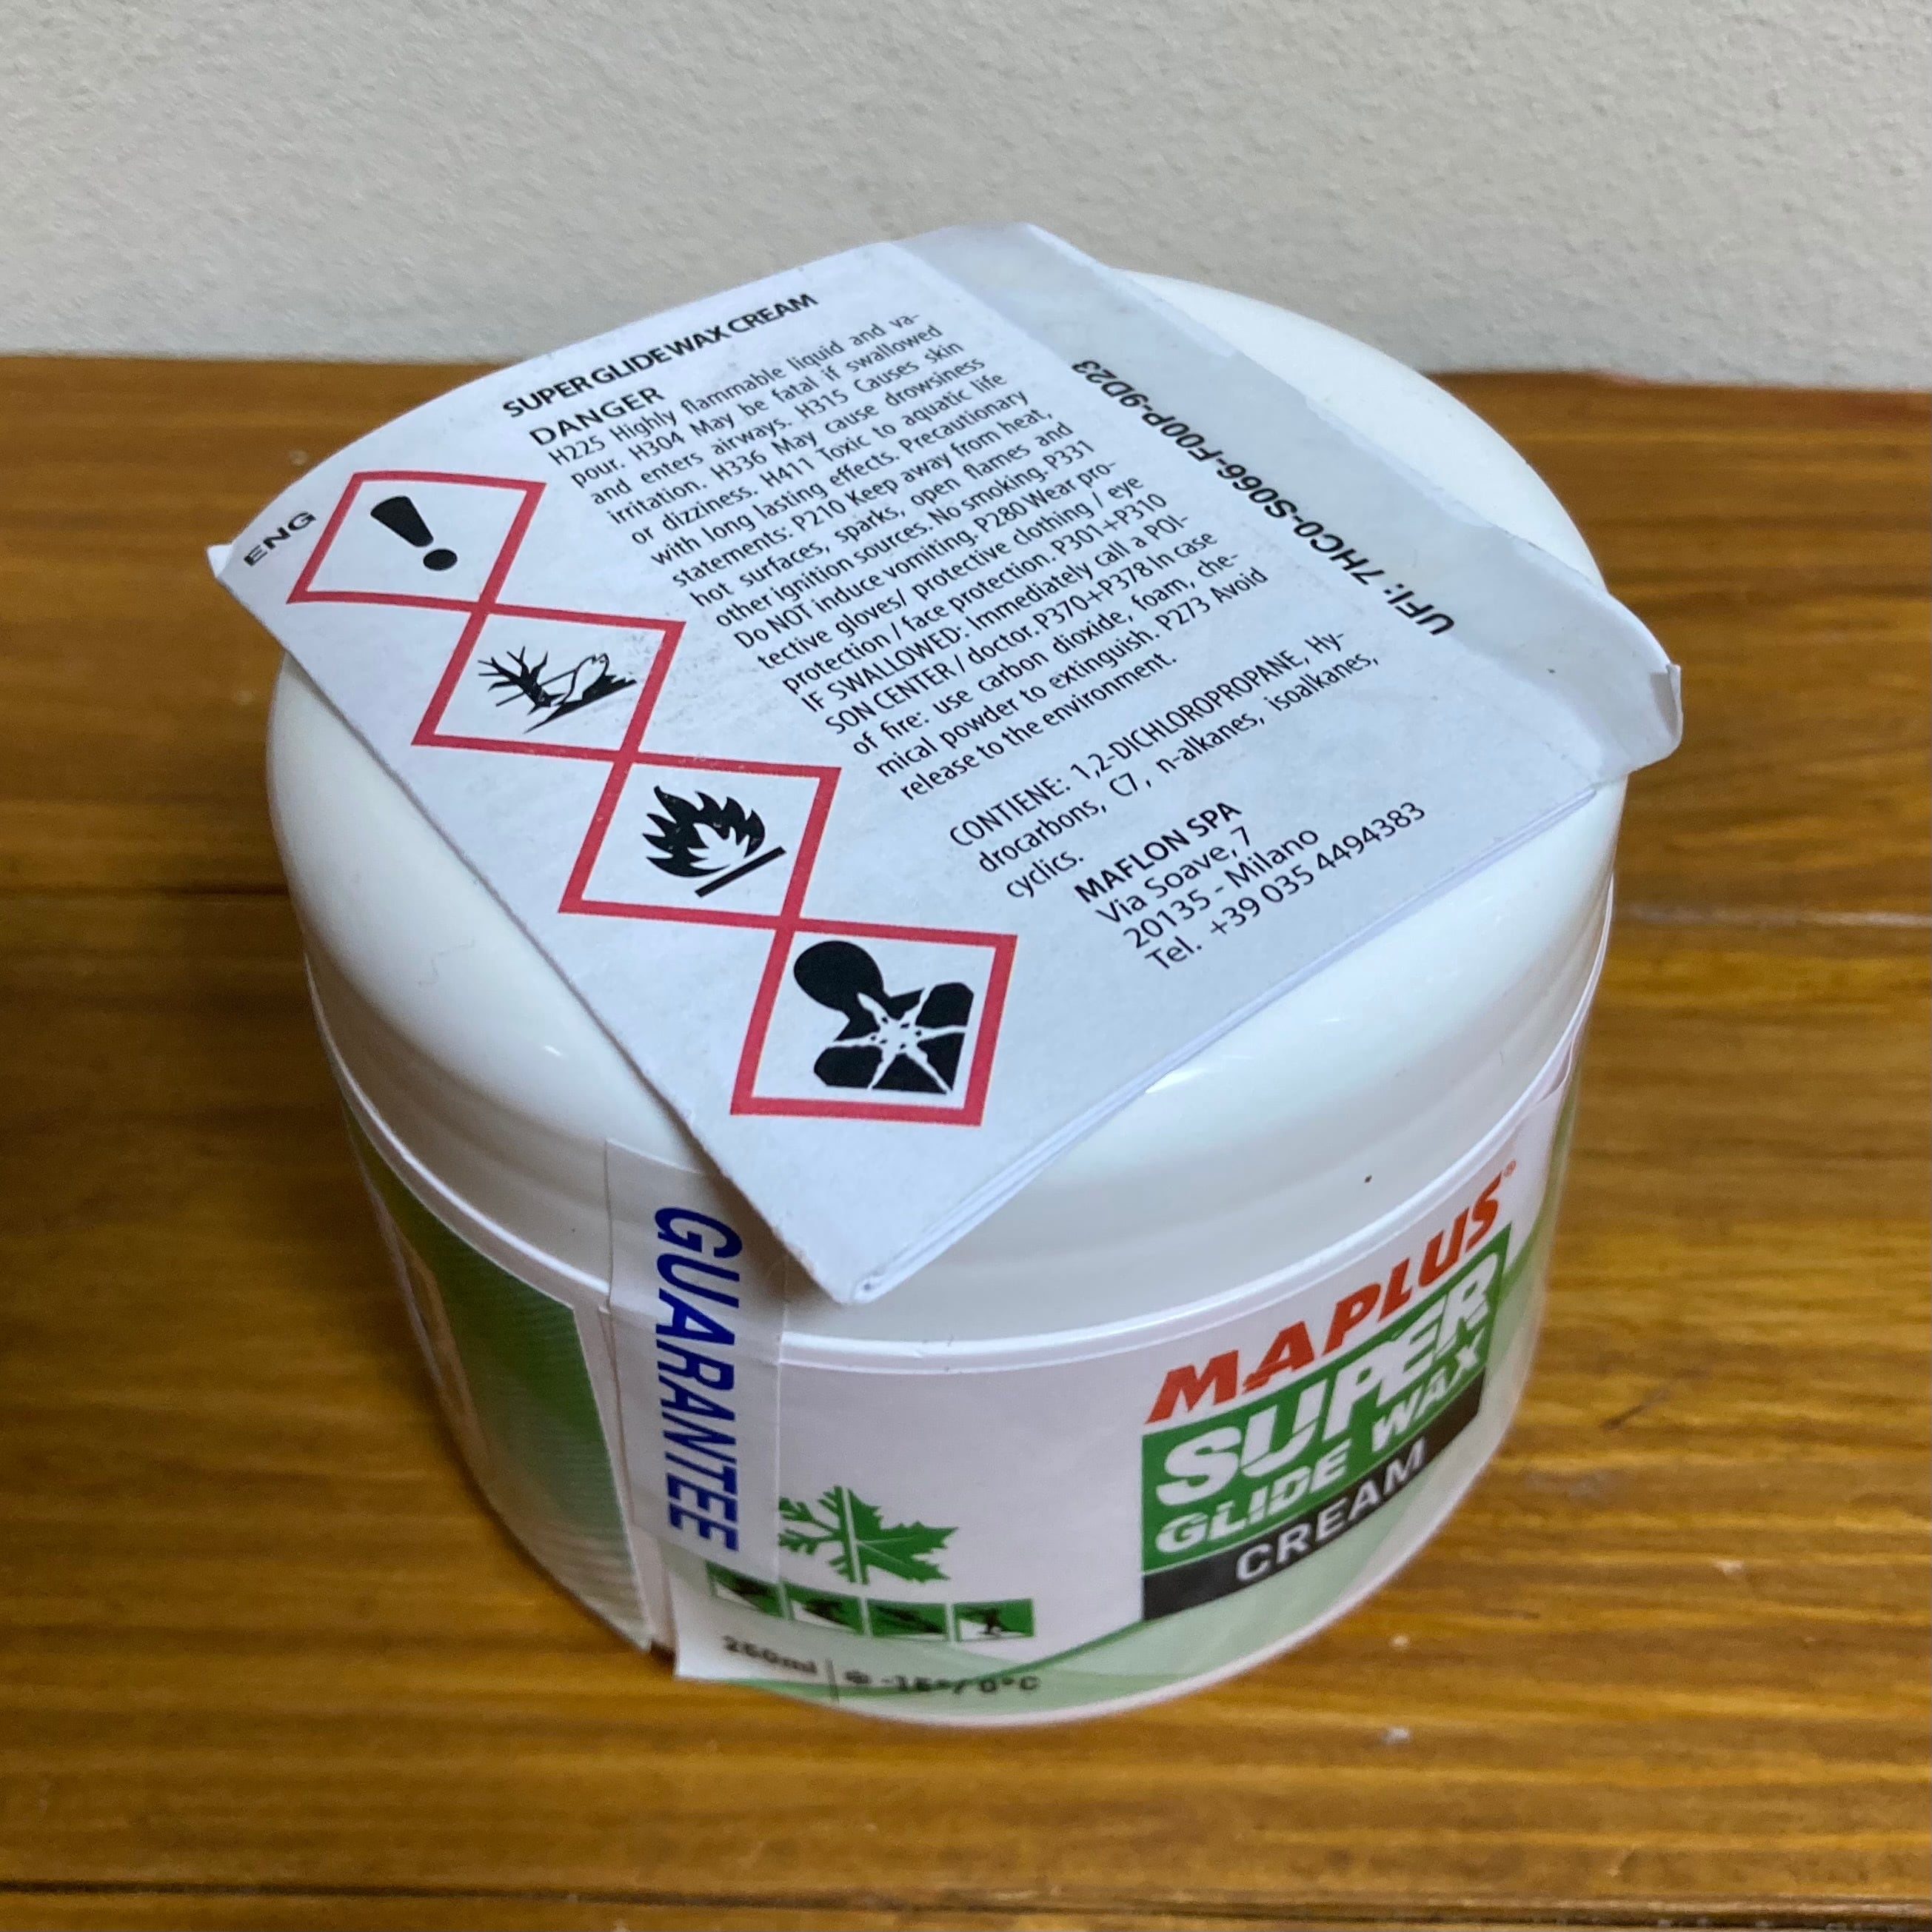 ENG
SUPER GLIDE WAX CREAM
DANGER
H225 Highly flammable liquid and va-
pour. H304 May be fatal if swallowed
and enters airways. H315 Causes skin
irritation. H336 May cause drowsiness
or dizziness. H411 Toxic to aquatic life
with long lasting effects. Precautionary
statements: P210 Keep away from heat,
hot surfaces, sparks, open flames and
other ignition sources. No smoking. P331
Do NOT induce vomiting. P280 Wear pro-
tective gloves/ protective clothing / eye
protection / face protection. P301+P310
IF SWALLOWED: Immediately call a POI-
SON CENTER / doctor. P370+P378 In case
of fire: use carbon dioxide, foam, che-
mical powder to extinguish. P273 Avoid
release to the environment.
CONTIENE: 1,2-DICHLOROPROPANE, Hy-
drocarbons, C7, n-alkanes, isoalkanes,
cyclics.
MAFLON SPA
Via Soave, 7
20135 - Milano
Tel. +39 035 4494383
UFI: 7HC0-S066-F00P-9D23
GUARANTEE
MAPLUS®
SUPER
GLIDE WAX
CREAM
250ml
-15°/ 0°C